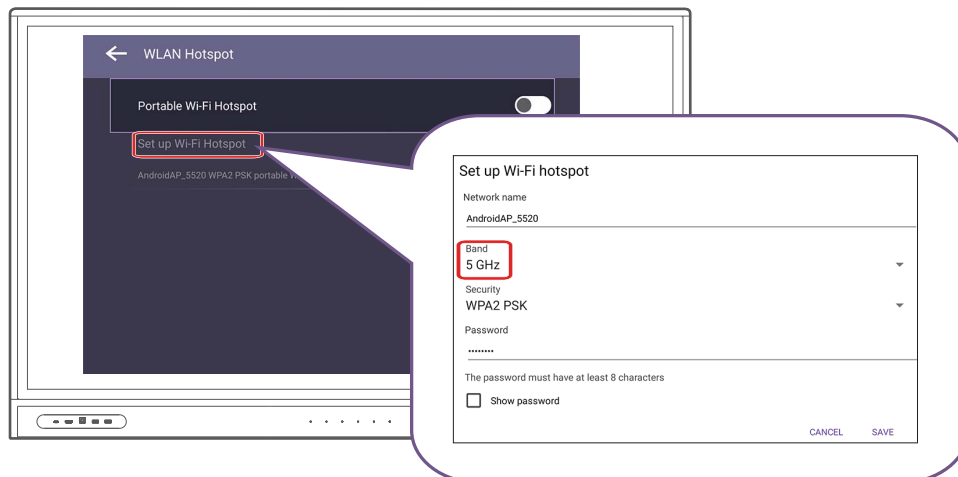 WLAN Hotspot
Portable Wi-Fi Hotspot
Set up Wi-Fi Hotspot
AndroidAP_5520 WPA2 PSK portable
Set up Wi-Fi hotspot
Network name
AndroidAP_5520
Band
5 GHz
Security
WPA2 PSK
Password
••••••••
The password must have at least 8 characters
Show password
CANCEL SAVE